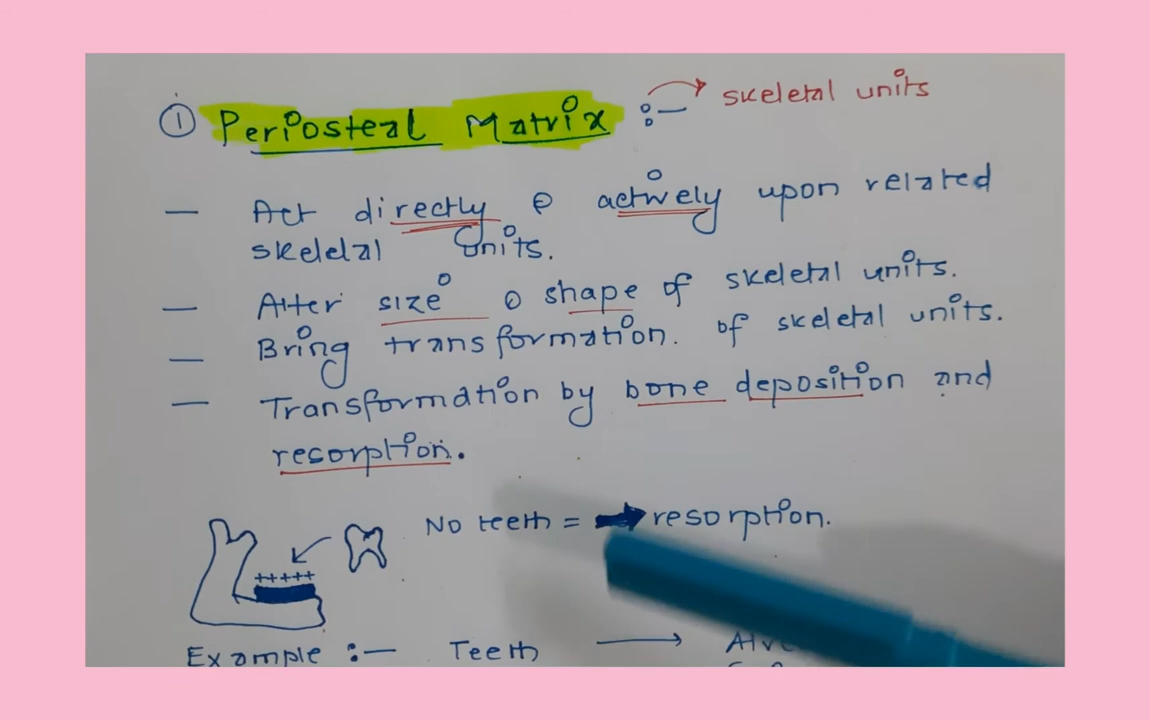 ① Periosteal Matrix :- → skeletal units
— Act directly & actively upon related
skeletal units.
— Alter size & shape of skeletal units.
— Bring transformation. of skeletal units.
— Transformation by bone deposition and
resorption.
No teeth = → resorption.
+++++
Example :- Teeth →